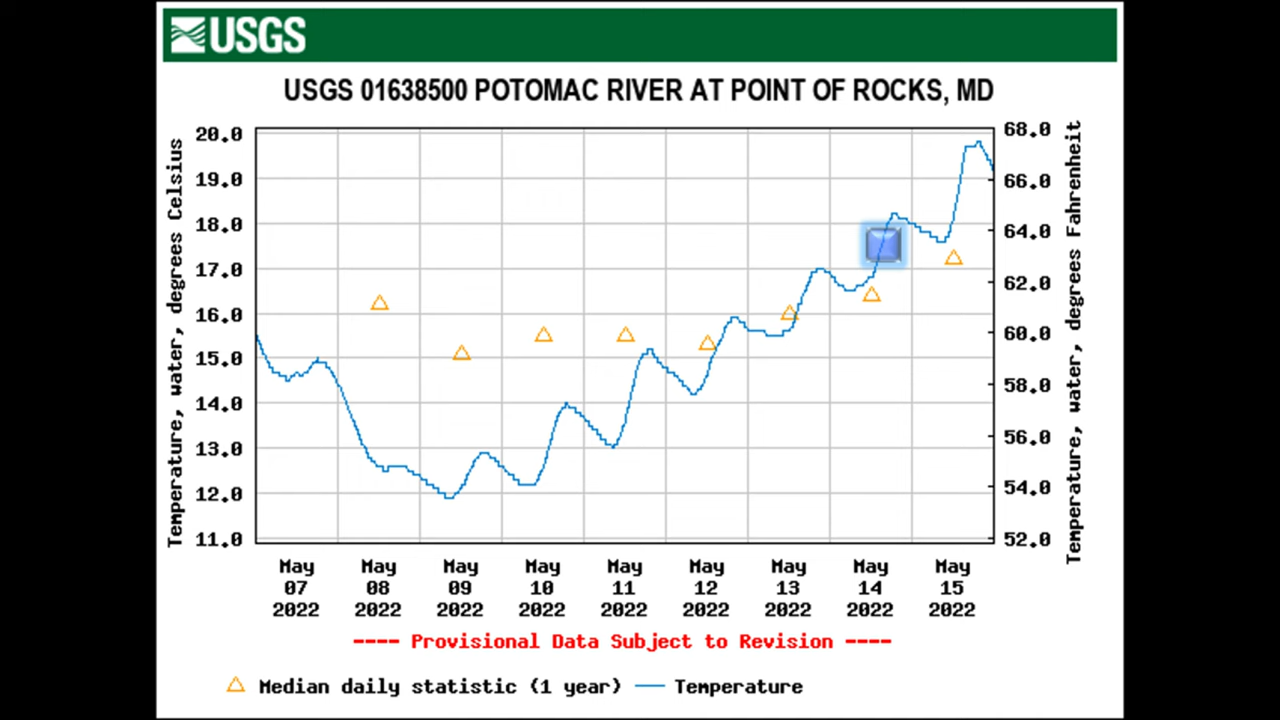 USGS
USGS 01638500 POTOMAC RIVER AT POINT OF ROCKS, MD
Temperature, water, degrees Celsius
20.0
19.0
18.0
17.0
16.0
15.0
14.0
13.0
12.0
11.0
68.0
66.0
64.0
62.0
60.0
58.0
56.0
54.0
52.0
Temperature, water, degrees Fahrenheit
May May May May May May May May May
07 08 09 10 11 12 13 14 15
2022 2022 2022 2022 2022 2022 2022 2022 2022
---- Provisional Data Subject to Revision ----
Median daily statistic (1 year) Temperature